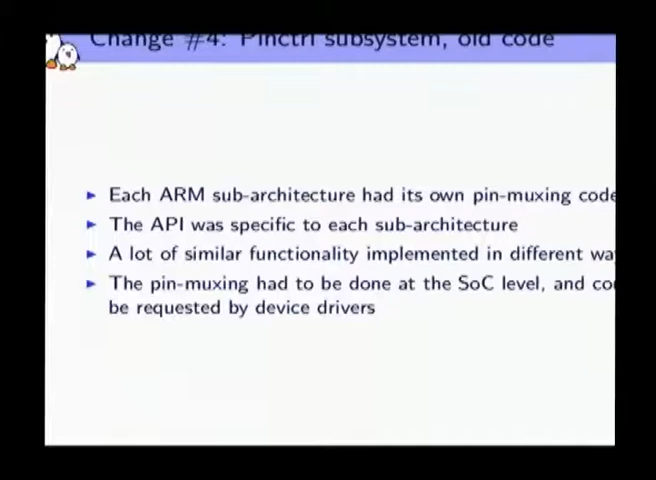 Change #4: Pinctrl subsystem, old code
Each ARM sub-architecture had its own pin-muxing code
The API was specific to each sub-architecture
A lot of similar functionality implemented in different
The pin-muxing had to be done at the SoC level, and
be requested by device drivers